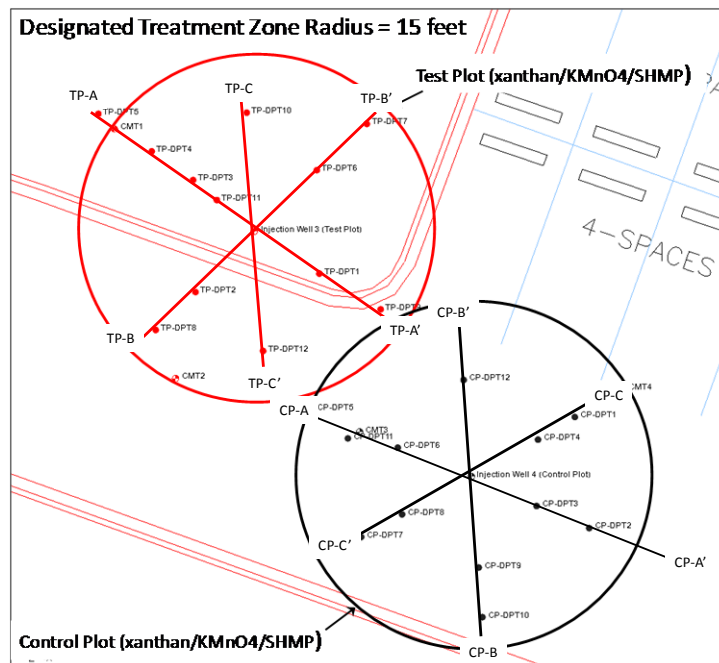 Designated Treatment Zone Radius = 15 feet
Test Plot (xanthan/KMnO4/SHMP)
TP-A
TP-C
TP-B’
TP-DPT5
CMT1
TP-DPT10
TP-DPT7
TP-DPT4
TP-DPT3
TP-DPT6
TP-DPT11
Injection Well 3 (Test Plot)
4-SPACES
TP-DPT1
TP-DPT2
TP-DPT8
TP-B
TP-A’
TP-DPT12
TP-C’
CMT2
CP-B’
CP-DPT12
CP-A
CP-DPT5
CP-C
CMT4
CP-DPT1
CMT3
CP-DPT11
CP-DPT6
CP-DPT4
Injection Well 4 (Control Plot)
CP-DPT3
CP-DPT8
CP-DPT2
CP-DPT7
CP-C’
CP-A’
CP-DPT9
CP-DPT10
CP-B
Control Plot (xanthan/KMnO4/SHMP)